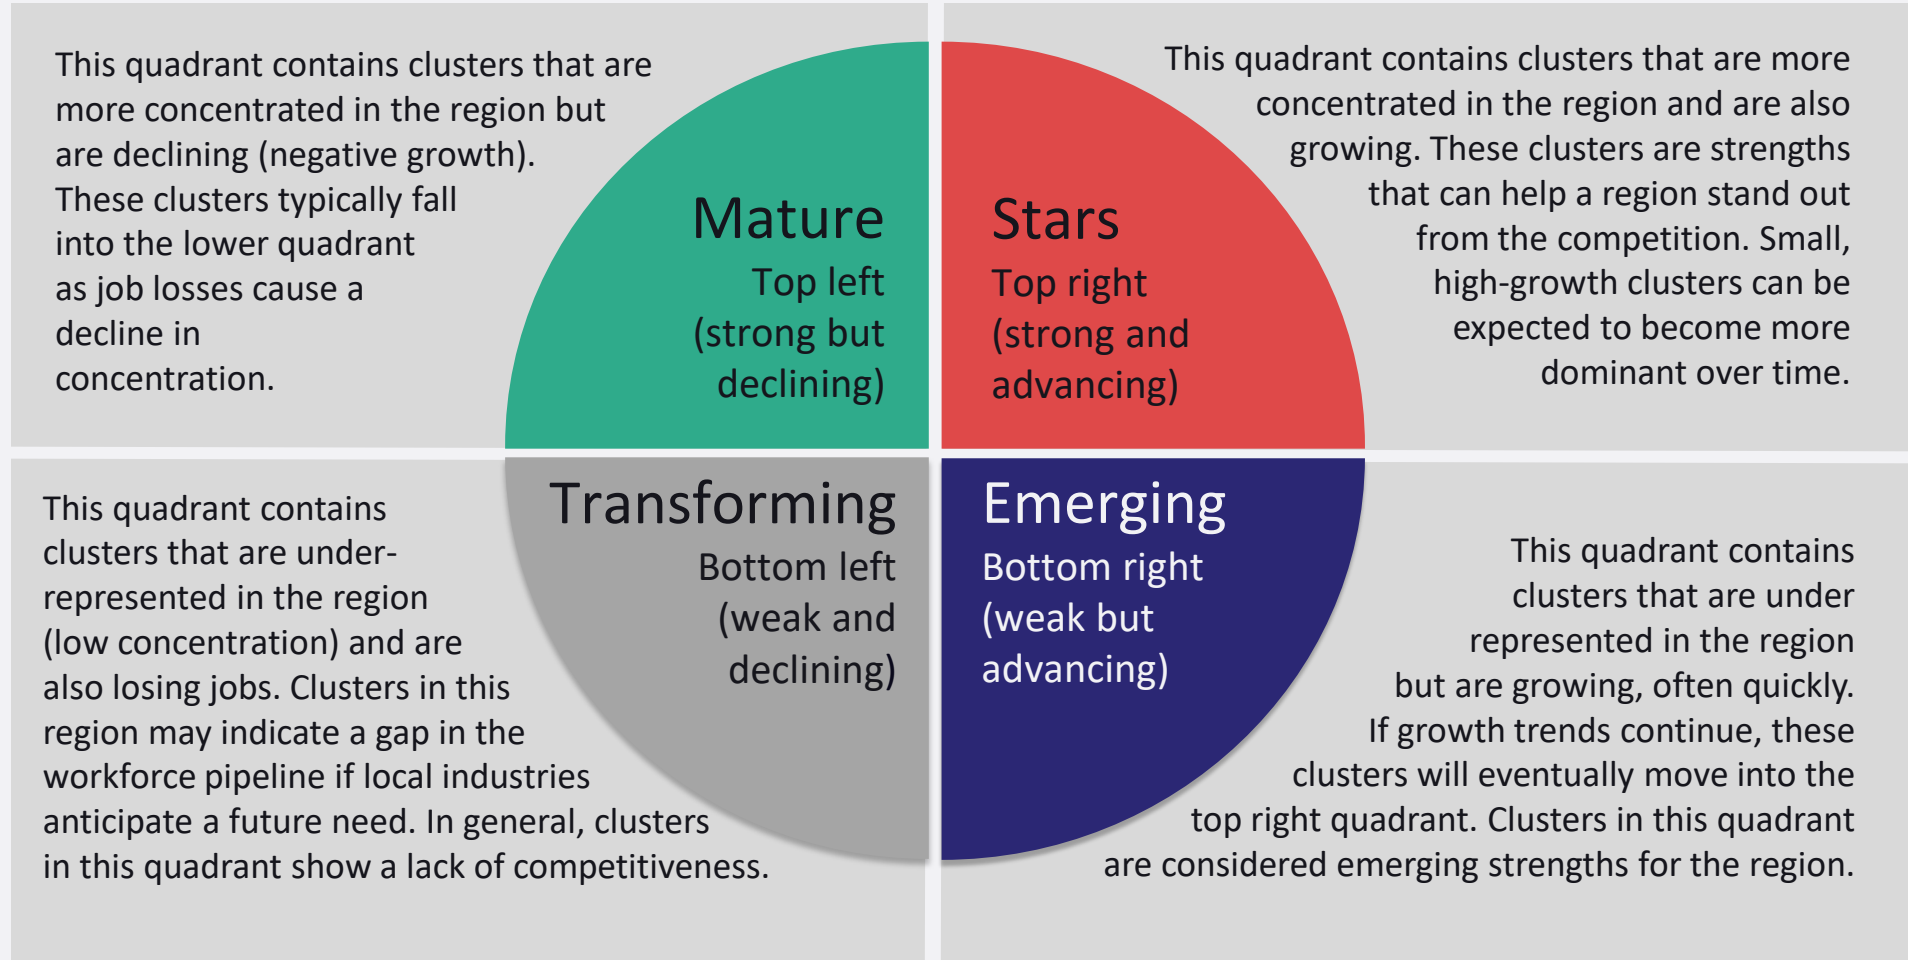 This quadrant contains clusters that are
more concentrated in the region but
are declining (negative growth).
These clusters typically fall
into the lower quadrant
as job losses cause a
decline in
concentration.
Mature
Top left
(strong but
declining)
Stars
Top right
(strong and
advancing)
This quadrant contains clusters that are more
concentrated in the region and are also
growing. These clusters are strengths
that can help a region stand out
from the competition. Small,
high-growth clusters can be
expected to become more
dominant over time.
This quadrant contains
clusters that are under-
represented in the region
(low concentration) and are
also losing jobs. Clusters in this
region may indicate a gap in the
workforce pipeline if local industries
anticipate a future need. In general, clusters
in this quadrant show a lack of competitiveness.
Transforming
Bottom left
(weak and
declining)
Emerging
Bottom right
(weak but
advancing)
This quadrant contains
clusters that are under
represented in the region
but are growing, often quickly.
If growth trends continue, these
clusters will eventually move into the
top right quadrant. Clusters in this quadrant
are considered emerging strengths for the region.